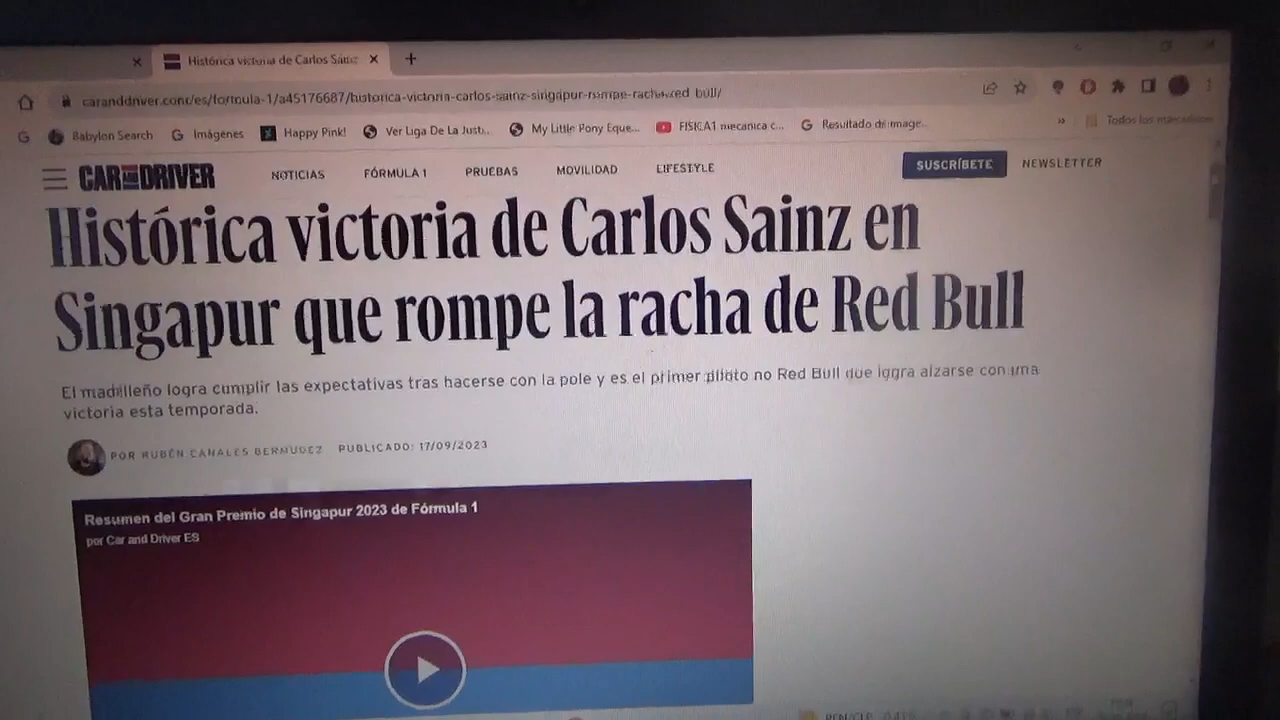 Histórica victoria de Carlos Sainz
caranddriver.com/es/formula-1/a45176687/historica-victoria-carlos-sainz-singapur-rompe-racha-red-bull/
Babylon Search Imágenes Happy Pink! Ver Liga De La Just... My Little Pony Eque... FISICA1 mecanica c... Resultado de image... » Todos los marcadores
CAR AND DRIVER NOTICIAS FÓRMULA 1 PRUEBAS MOVILIDAD LIFESTYLE SUSCRÍBETE NEWSLETTER
Histórica victoria de Carlos Sainz en
Singapur que rompe la racha de Red Bull
El madrileño logra cumplir las expectativas tras hacerse con la pole y es el primer piloto no Red Bull que logra alzarse con una
victoria esta temporada.
POR RUBÉN CANALES BERMUDEZ PUBLICADO: 17/09/2023
Resumen del Gran Premio de Singapur 2023 de Fórmula 1
por Car and Driver ES